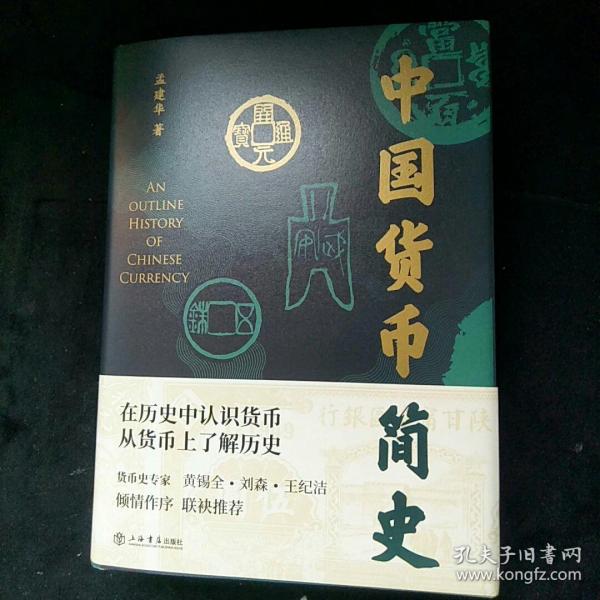 中国货币简史
孟建华 著
AN
OUTLINE
HISTORY
OF
CHINESE
CURRENCY
開元通寳
五銖
在历史中认识货币
从货币上了解历史
货币史专家 黄锡全·刘森·王纪洁
倾情作序 联袂推荐
上海书店出版社
孔夫子旧书网
www.kongfz.com